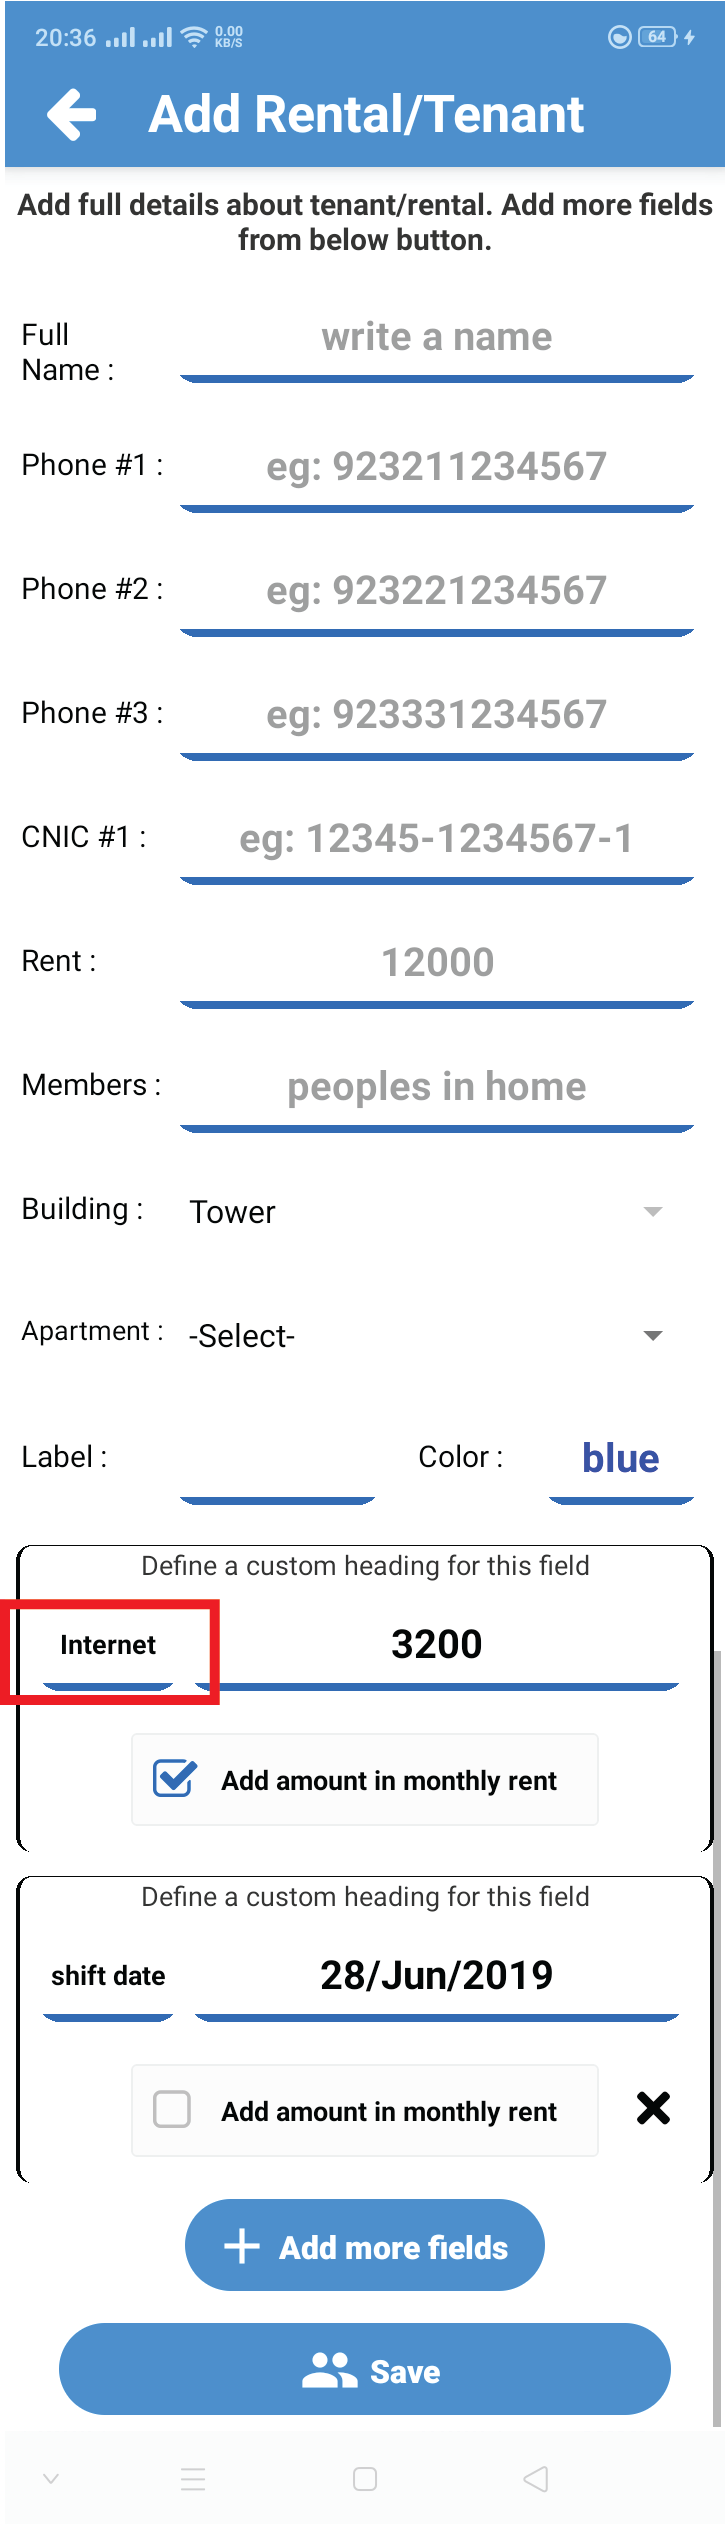 20:36 0.00 KB/S 64
Add Rental/Tenant
Add full details about tenant/rental. Add more fields
from below button.
Full
Name : write a name
Phone #1 : eg: 923211234567
Phone #2 : eg: 923221234567
Phone #3 : eg: 923331234567
CNIC #1 : eg: 12345-1234567-1
Rent : 12000
Members : peoples in home
Building : Tower
Apartment : -Select-
Label : Color : blue
Define a custom heading for this field
Internet 3200
Add amount in monthly rent
Define a custom heading for this field
shift date 28/Jun/2019
Add amount in monthly rent
Add more fields
Save